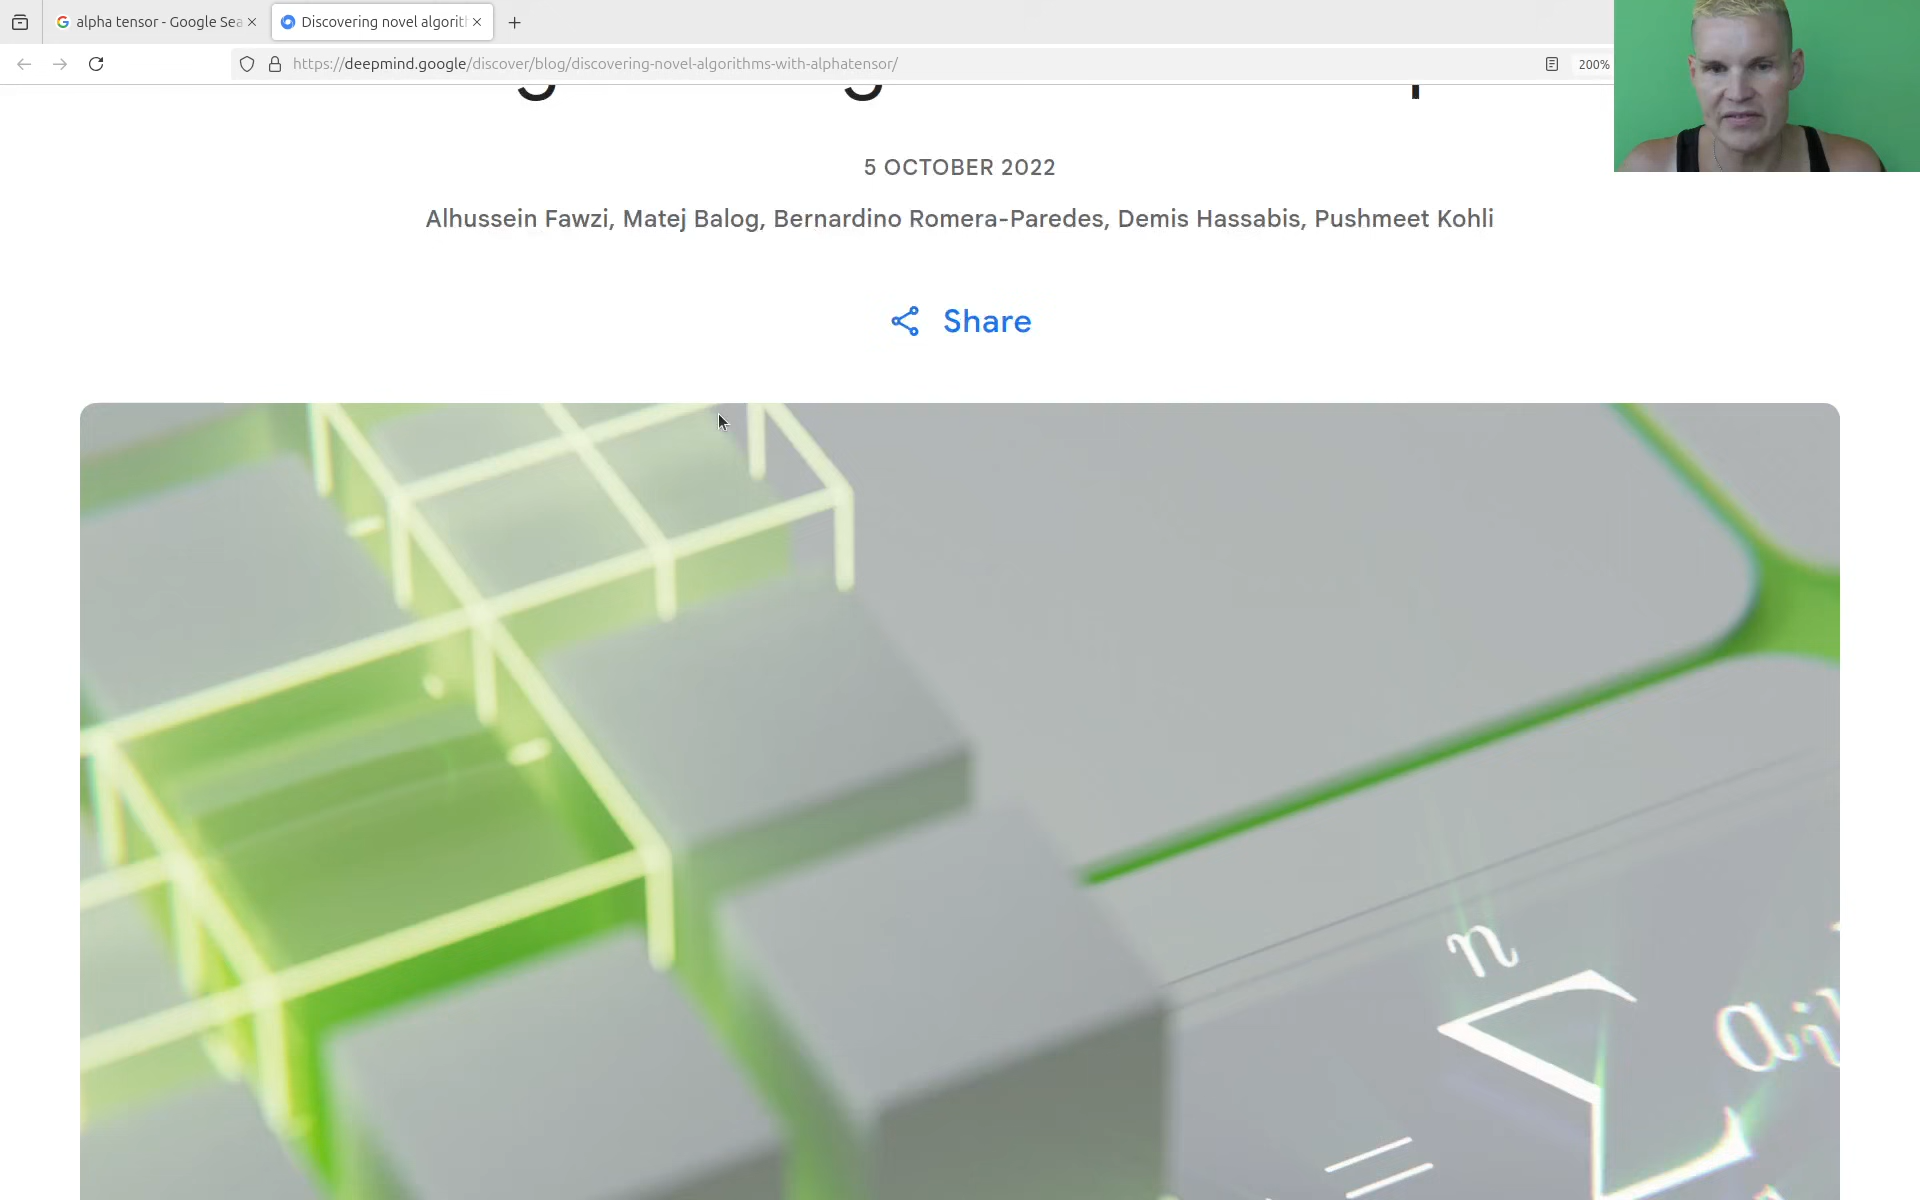 alpha tensor - Google Sea
Discovering novel algorit
https://deepmind.google/discover/blog/discovering-novel-algorithms-with-alphatensor/
200%
5 OCTOBER 2022
Alhussein Fawzi, Matej Balog, Bernardino Romera-Paredes, Demis Hassabis, Pushmeet Kohli
Share
n
Σ
=